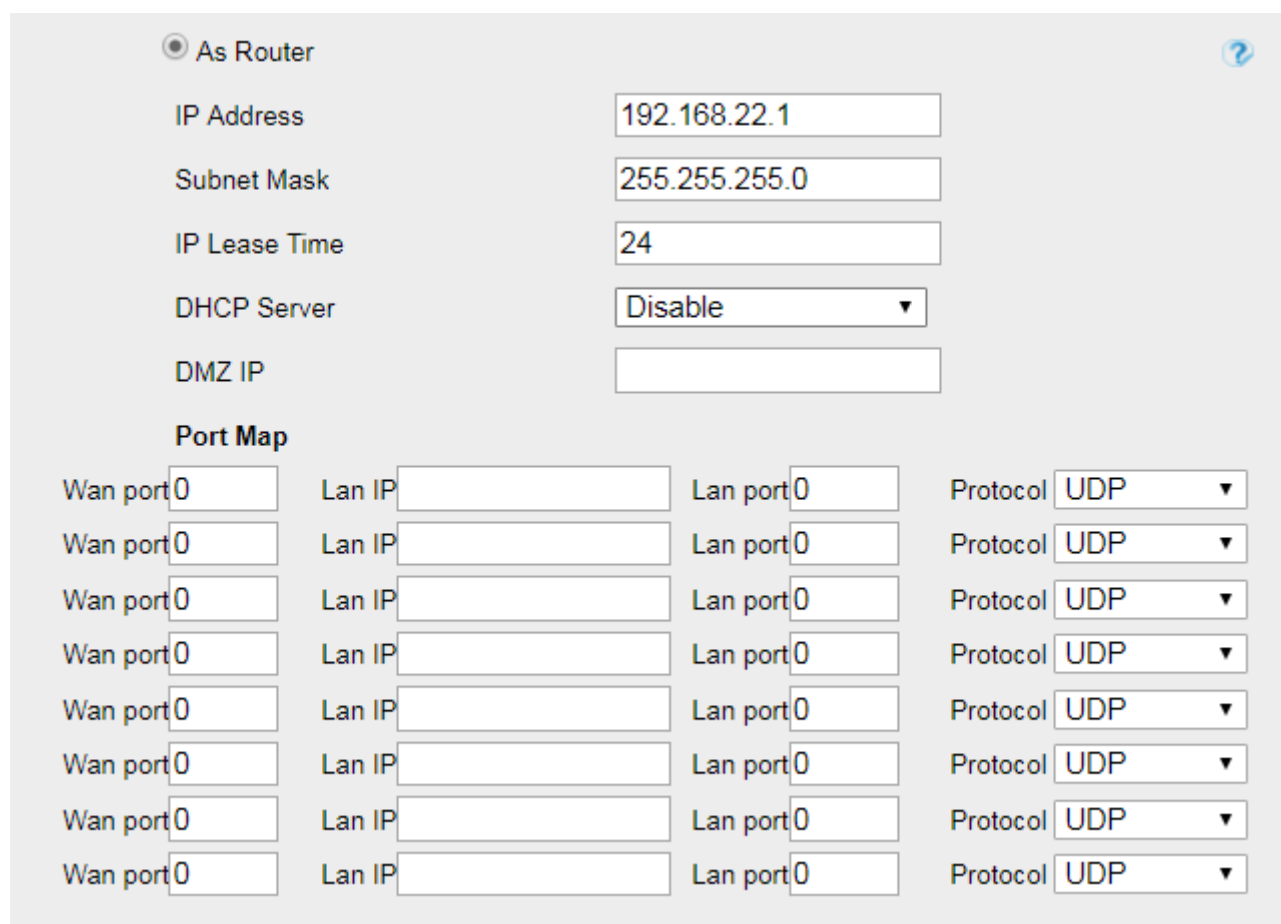 As Router
IP Address 192.168.22.1
Subnet Mask 255.255.255.0
IP Lease Time 24
DHCP Server Disable
DMZ IP
Port Map
Wan port 0 Lan IP Lan port 0 Protocol UDP
Wan port 0 Lan IP Lan port 0 Protocol UDP
Wan port 0 Lan IP Lan port 0 Protocol UDP
Wan port 0 Lan IP Lan port 0 Protocol UDP
Wan port 0 Lan IP Lan port 0 Protocol UDP
Wan port 0 Lan IP Lan port 0 Protocol UDP
Wan port 0 Lan IP Lan port 0 Protocol UDP
Wan port 0 Lan IP Lan port 0 Protocol UDP